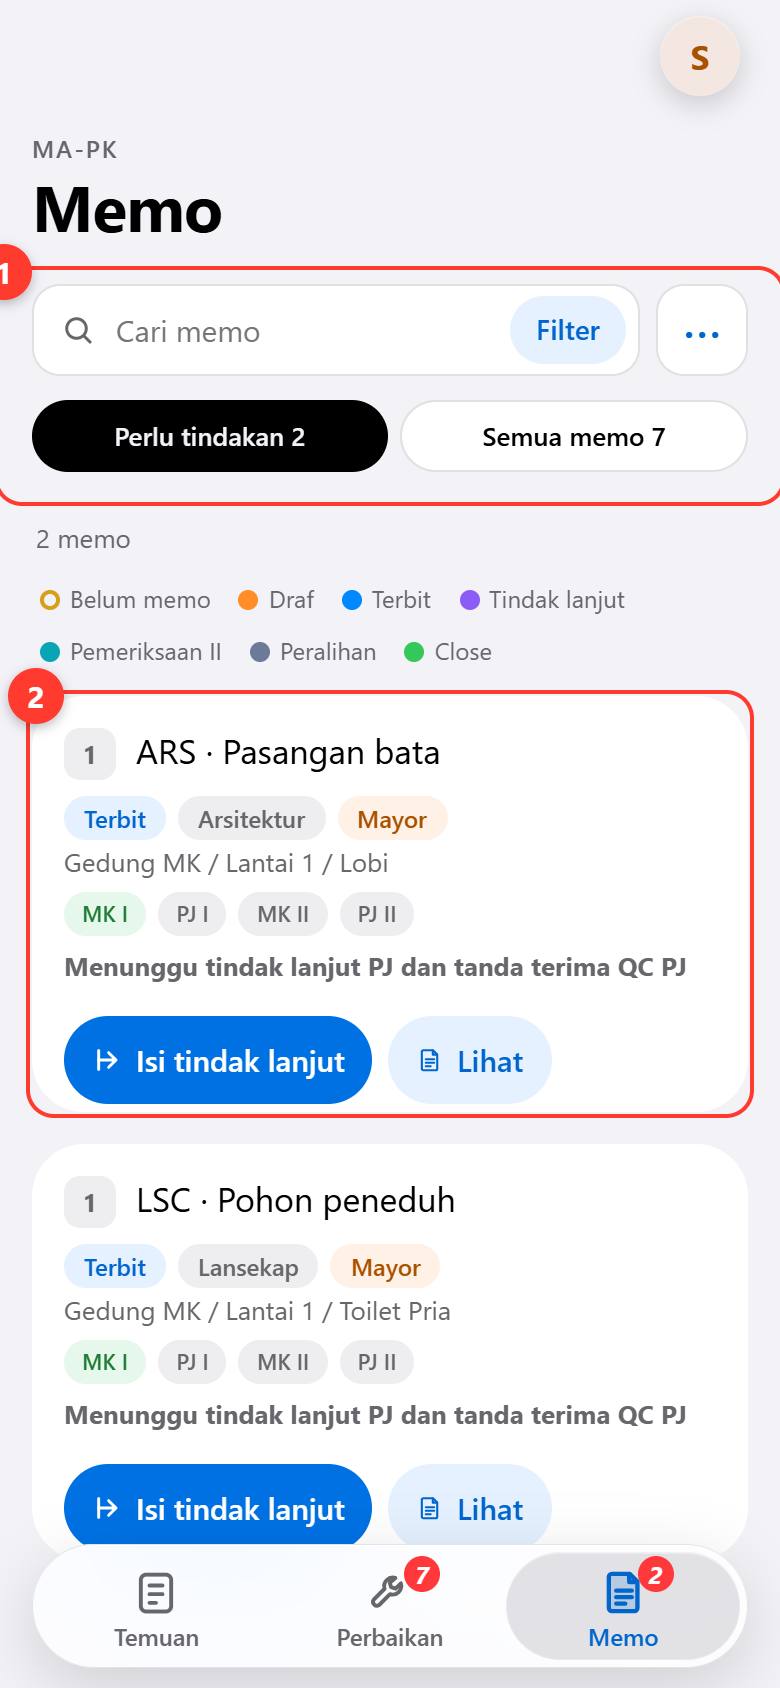 S
MA-PK
Memo
1
Cari memo Filter ...
Perlu tindakan 2 Semua memo 7
2 memo
Belum memo Draf Terbit Tindak lanjut
Pemeriksaan II Peralihan Close
2
1 ARS · Pasangan bata
Terbit Arsitektur Mayor
Gedung MK / Lantai 1 / Lobi
MK I PJ I MK II PJ II
Menunggu tindak lanjut PJ dan tanda terima QC PJ
Isi tindak lanjut Lihat
1 LSC · Pohon peneduh
Terbit Lansekap Mayor
Gedung MK / Lantai 1 / Toilet Pria
MK I PJ I MK II PJ II
Menunggu tindak lanjut PJ dan tanda terima QC PJ
Isi tindak lanjut Lihat
7 2
Temuan Perbaikan Memo